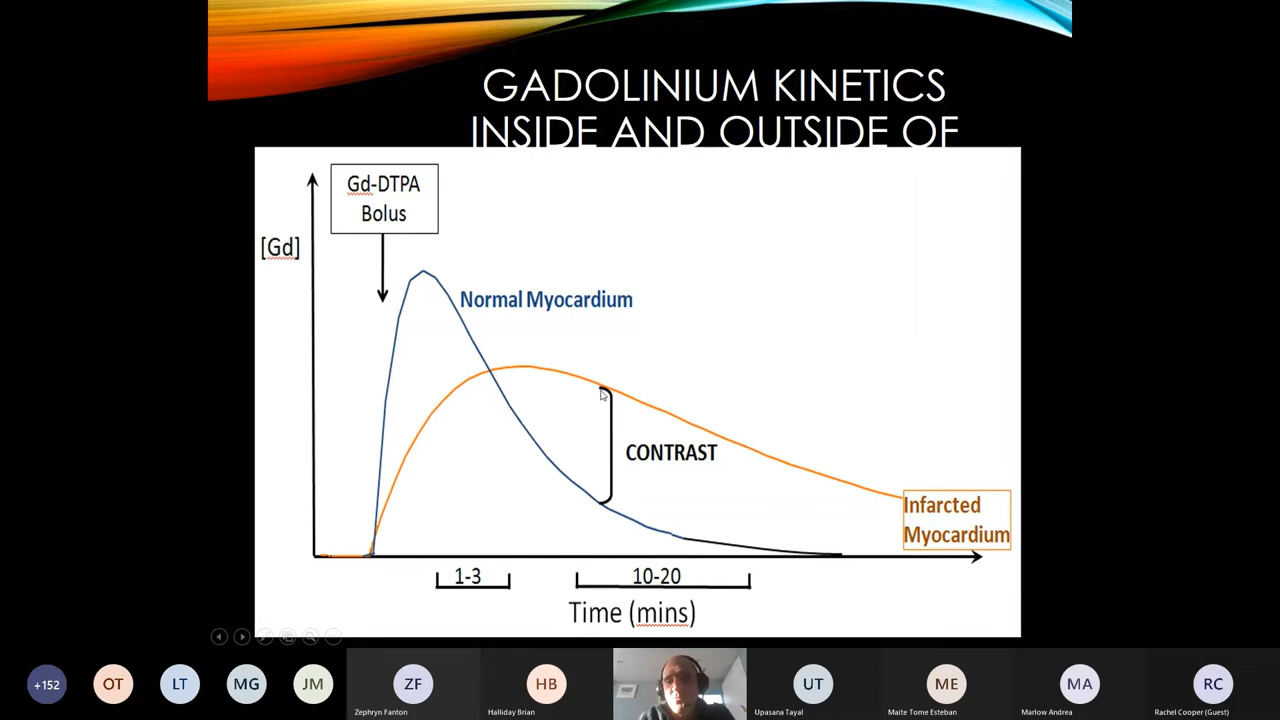 GADOLINIUM KINETICS
INSIDE AND OUTSIDE OF
Gd-DTPA
Bolus
[Gd]
Normal Myocardium
CONTRAST
Infarcted
Myocardium
1-3
10-20
Time (mins)
+152
OT
LT
MG
JM
ZF
Zephryn Fanton
HB
Halliday Brian
UT
Upasana Tayal
ME
Maite Tome Esteban
MA
Marlow Andrea
RC
Rachel Cooper (Guest)